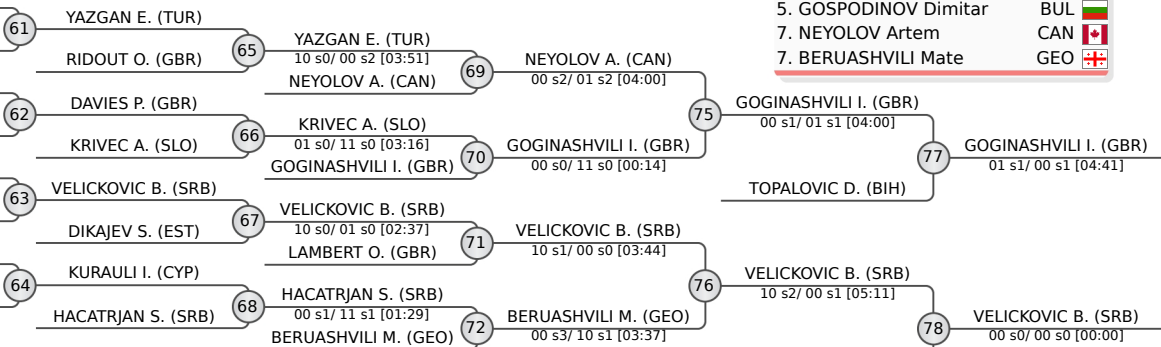 5. GOSPODINOV Dimitar BUL
7. NEYOLOV Artem CAN
7. BERUASHVILI Mate GEO
61
YAZGAN E. (TUR)
RIDOUT O. (GBR)
62
DAVIES P. (GBR)
KRIVEC A. (SLO)
63
VELICKOVIC B. (SRB)
DIKAJEV S. (EST)
64
KURAULI I. (CYP)
HACATRJAN S. (SRB)
65
YAZGAN E. (TUR)
10 s0/ 00 s2 [03:51]
NEYOLOV A. (CAN)
66
KRIVEC A. (SLO)
01 s0/ 11 s0 [03:16]
GOGINASHVILI I. (GBR)
67
VELICKOVIC B. (SRB)
10 s0/ 01 s0 [02:37]
LAMBERT O. (GBR)
68
HACATRJAN S. (SRB)
00 s1/ 11 s1 [01:29]
BERUASHVILI M. (GEO)
69
NEYOLOV A. (CAN)
00 s2/ 01 s2 [04:00]
70
GOGINASHVILI I. (GBR)
00 s0/ 11 s0 [00:14]
71
VELICKOVIC B. (SRB)
10 s1/ 00 s0 [03:44]
72
BERUASHVILI M. (GEO)
00 s3/ 10 s1 [03:37]
75
GOGINASHVILI I. (GBR)
00 s1/ 01 s1 [04:00]
TOPALOVIC D. (BIH)
76
VELICKOVIC B. (SRB)
10 s2/ 00 s1 [05:11]
77
GOGINASHVILI I. (GBR)
01 s1/ 00 s1 [04:41]
78
VELICKOVIC B. (SRB)
00 s0/ 00 s0 [00:00]